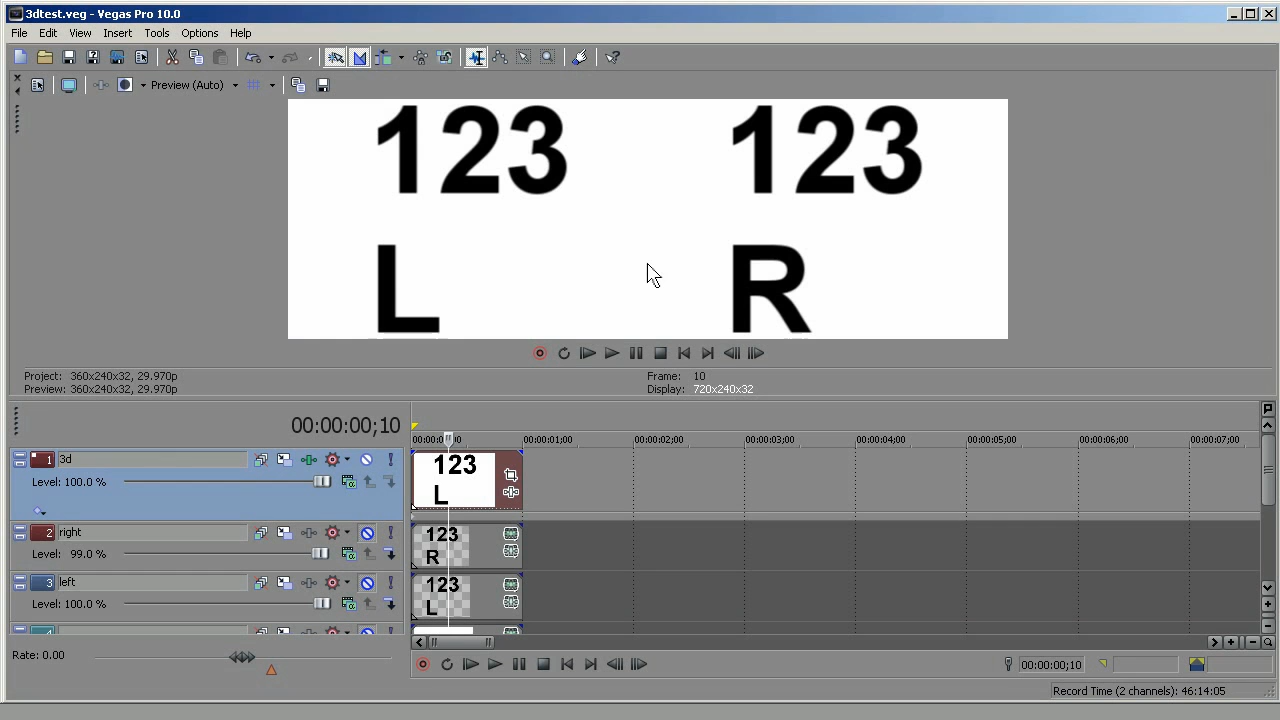 3dtest.veg - Vegas Pro 10.0
File Edit View Insert Tools Options Help
Preview (Auto)
123 123
L R
Project: 360x240x32, 29.970p Frame: 10
Preview: 360x240x32, 29.970p Display: 720x240x32
00:00:00;10
00:00:01;00 00:00:02;00 00:00:03;00 00:00:04;00 00:00:05;00 00:00:06;00 00:00:07;00
1 3d
Level: 100.0 %
123
L
2 right
Level: 99.0 %
123
R
3 left
Level: 100.0 %
123
L
Rate: 0.00
00:00:00;10
Record Time (2 channels): 46:14:05